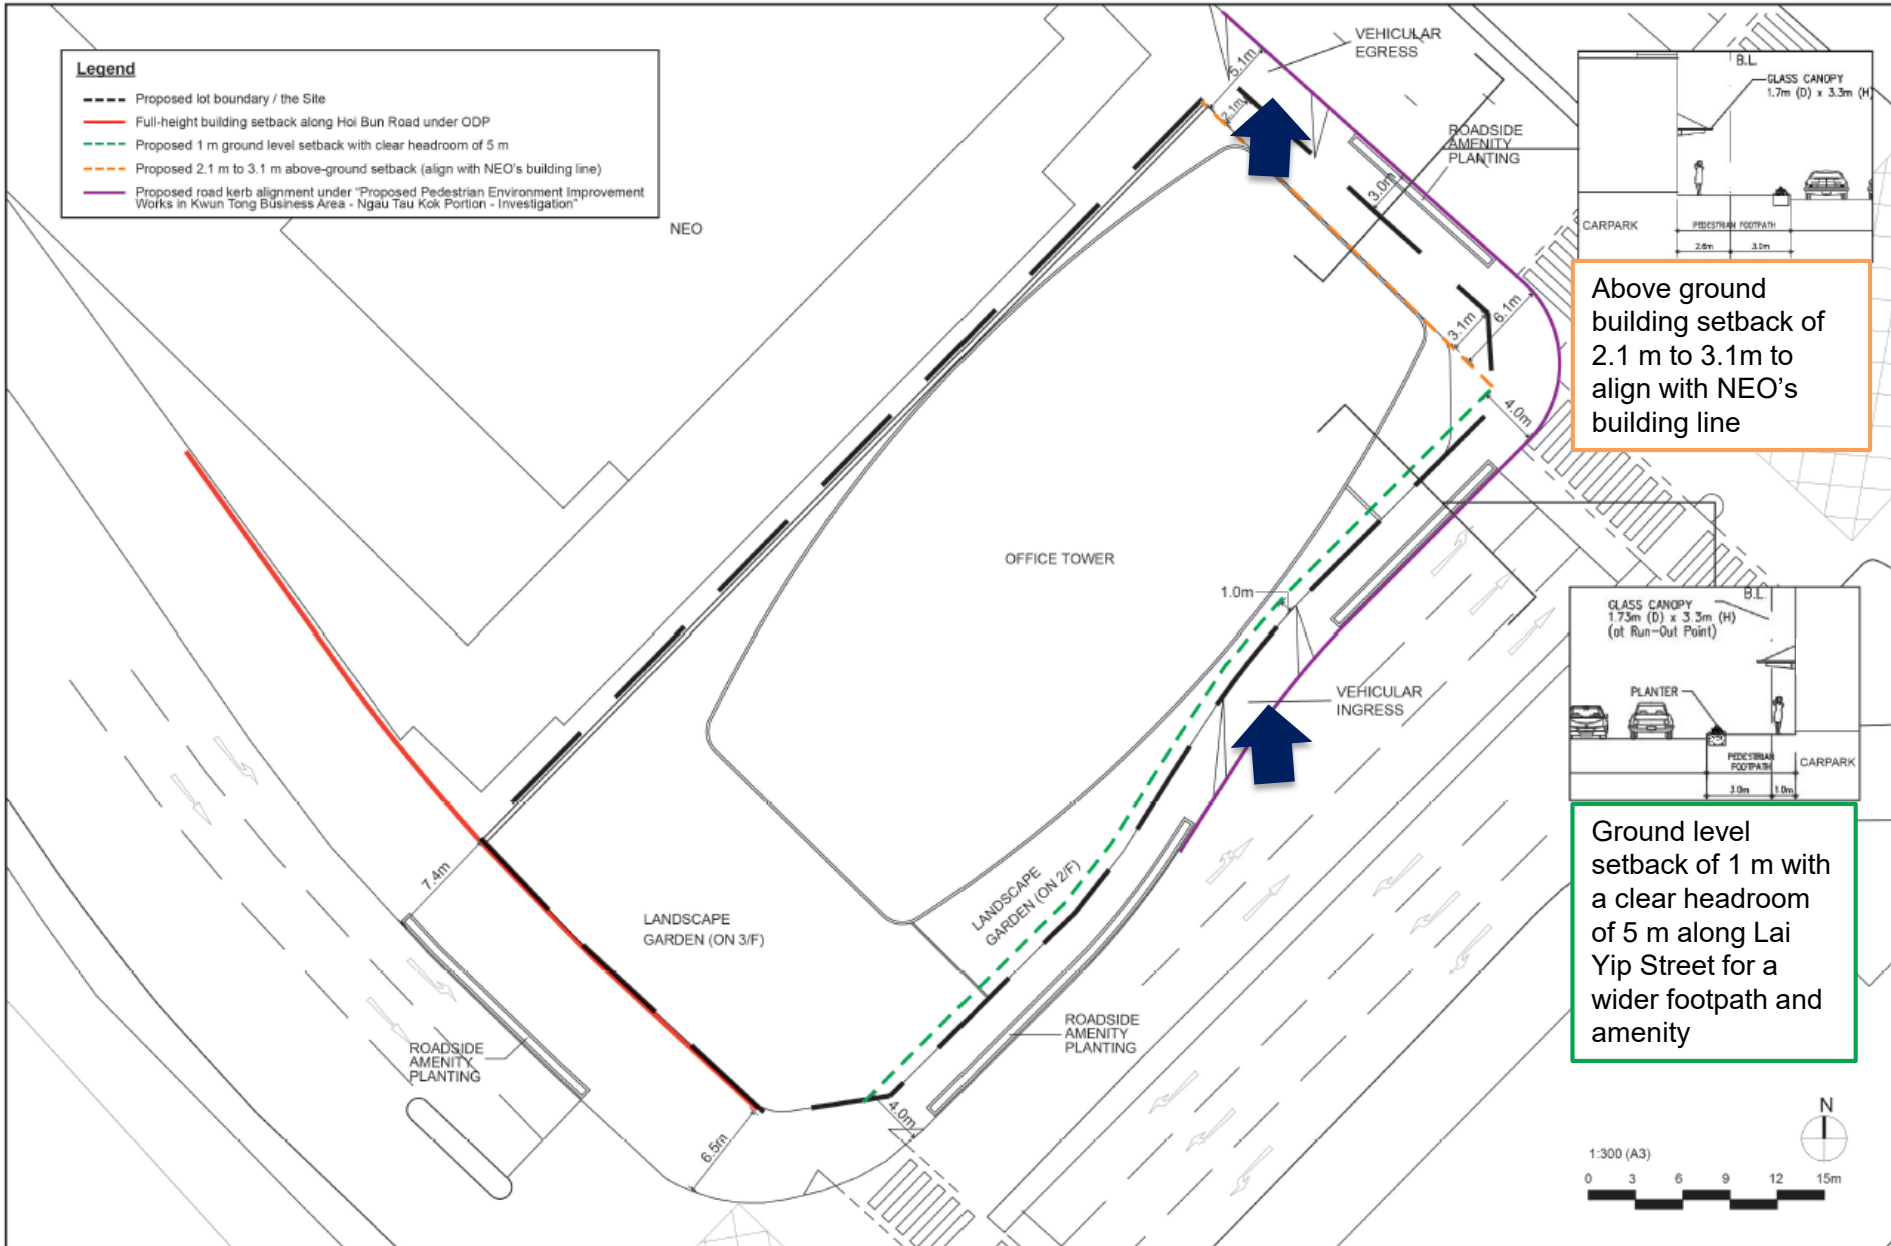 Legend
Proposed lot boundary / the Site
Full-height building setback along Hoi Bun Road under ODP
Proposed 1 m ground level setback with clear headroom of 5 m
Proposed 2.1 m to 3.1 m above-ground setback (align with NEO's building line)
Proposed road kerb alignment under "Proposed Pedestrian Environment Improvement
Works in Kwun Tong Business Area - Ngau Tau Kok Portion - Investigation"
NEO
VEHICULAR
EGRESS
5.1m
2.1m
ROADSIDE
AMENITY
PLANTING
3.0m
6.1m
3.1m
4.0m
B.L.
GLASS CANOPY
1.7m (D) x 3.3m (H)
CARPARK
PEDESTRIAN FOOTPATH
2.6m
3.0m
Above ground
building setback of
2.1 m to 3.1m to
align with NEO’s
building line
OFFICE TOWER
1.0m
VEHICULAR
INGRESS
B.L.
GLASS CANOPY
1.73m (D) x 3.3m (H)
(at Run-Out Point)
PLANTER
PEDESTRIAN
FOOTPATH
CARPARK
3.0m
1.0m
Ground level
setback of 1 m with
a clear headroom
of 5 m along Lai
Yip Street for a
wider footpath and
amenity
7.4m
LANDSCAPE
GARDEN (ON 3/F)
LANDSCAPE
GARDEN (ON 2/F)
ROADSIDE
AMENITY
PLANTING
ROADSIDE
AMENITY
PLANTING
4.0m
6.5m
N
1:300 (A3)
0 3 6 9 12 15m